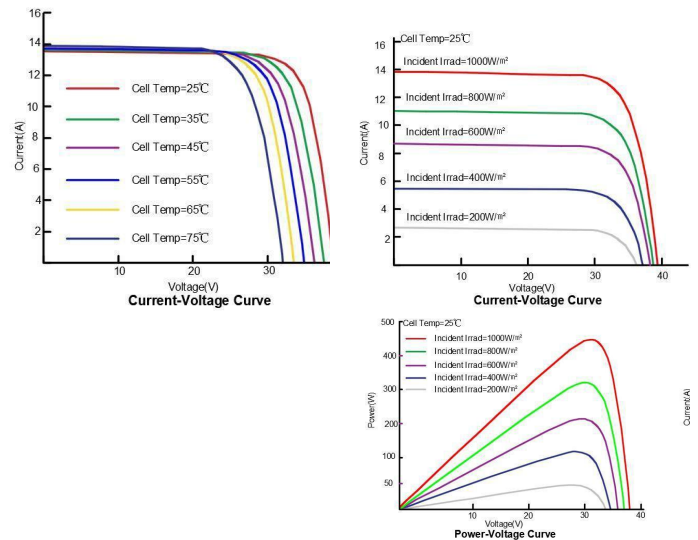 16
14
12
10
8
6
4
2
Current(A)
Cell Temp=25℃
Cell Temp=35℃
Cell Temp=45℃
Cell Temp=55℃
Cell Temp=65℃
Cell Temp=75℃
10
20
30
Voltage(V)
Current-Voltage Curve
16
14
12
10
8
6
4
2
Current(A)
Cell Temp=25℃
Incident Irrad=1000W/m²
Incident Irrad=800W/m²
Incident Irrad=600W/m²
Incident Irrad=400W/m²
Incident Irrad=200W/m²
10
20
30
40
Voltage(V)
Current-Voltage Curve
500
400
300
200
100
50
Power(W)
Cell Temp=25℃
Incident Irrad=1000W/m²
Incident Irrad=800W/m²
Incident Irrad=600W/m²
Incident Irrad=400W/m²
Incident Irrad=200W/m²
10
20
30
40
Voltage(V)
Power-Voltage Curve
Current(A)